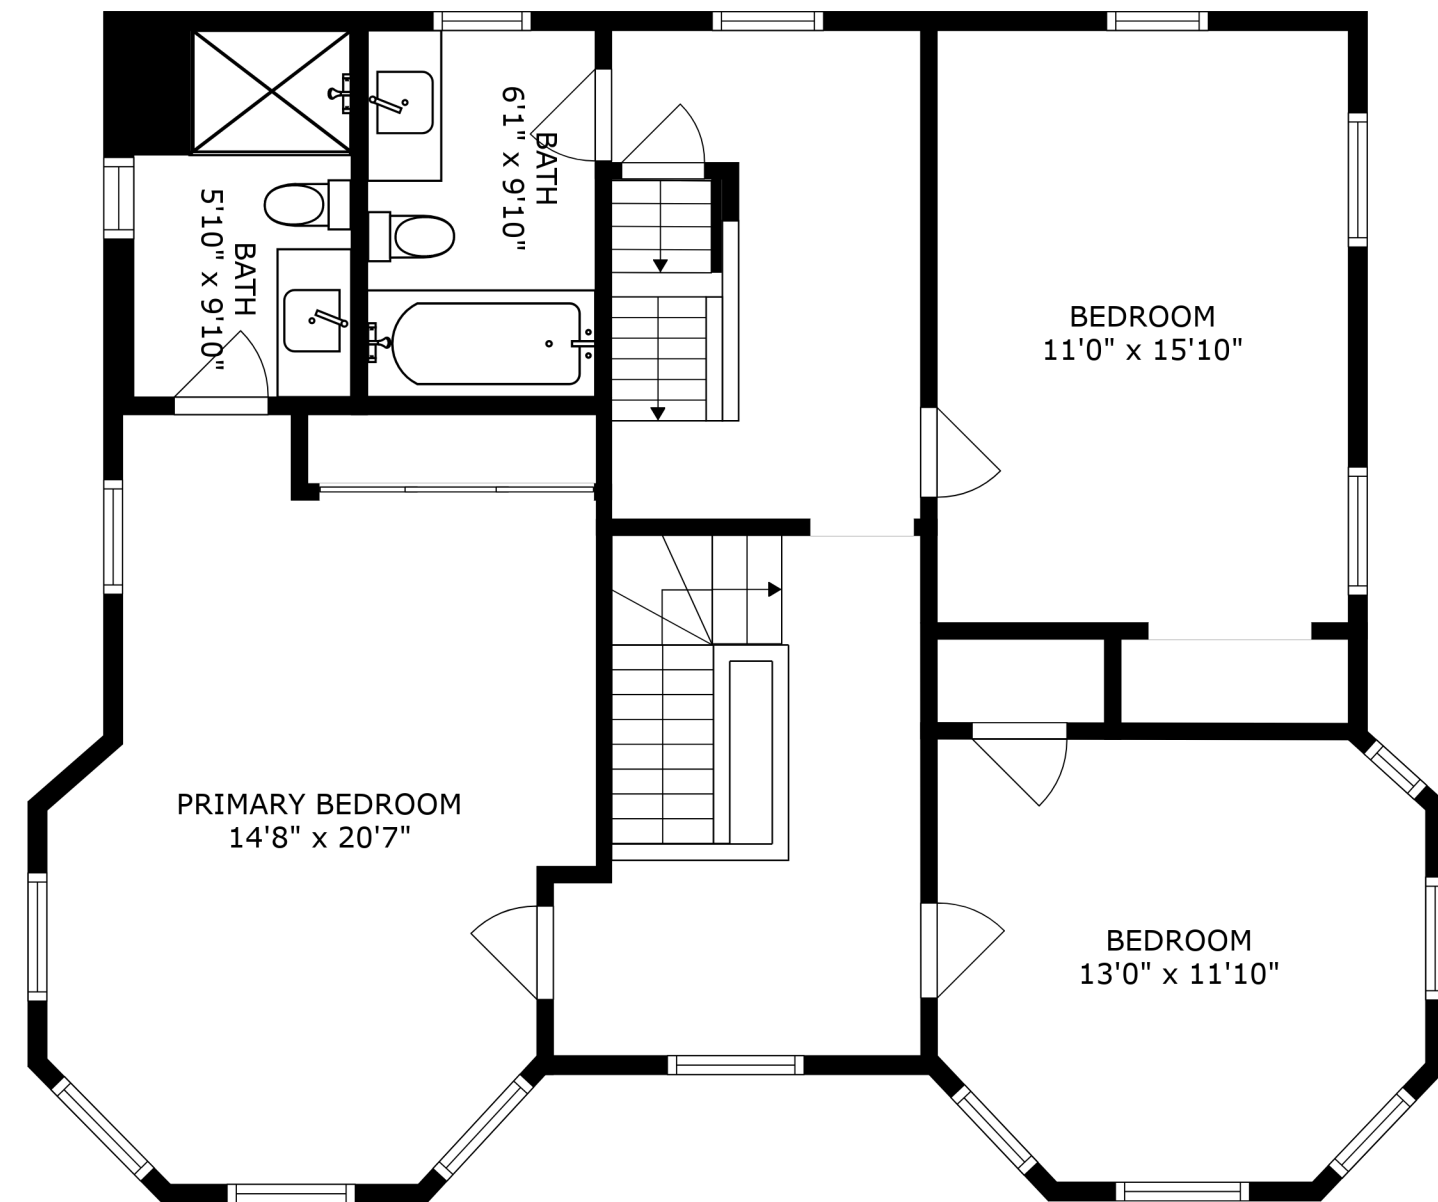 BATH
6'1" x 9'10"
BATH
5'10" x 9'10"
BEDROOM
11'0" x 15'10"
PRIMARY BEDROOM
14'8" x 20'7"
BEDROOM
13'0" x 11'10"